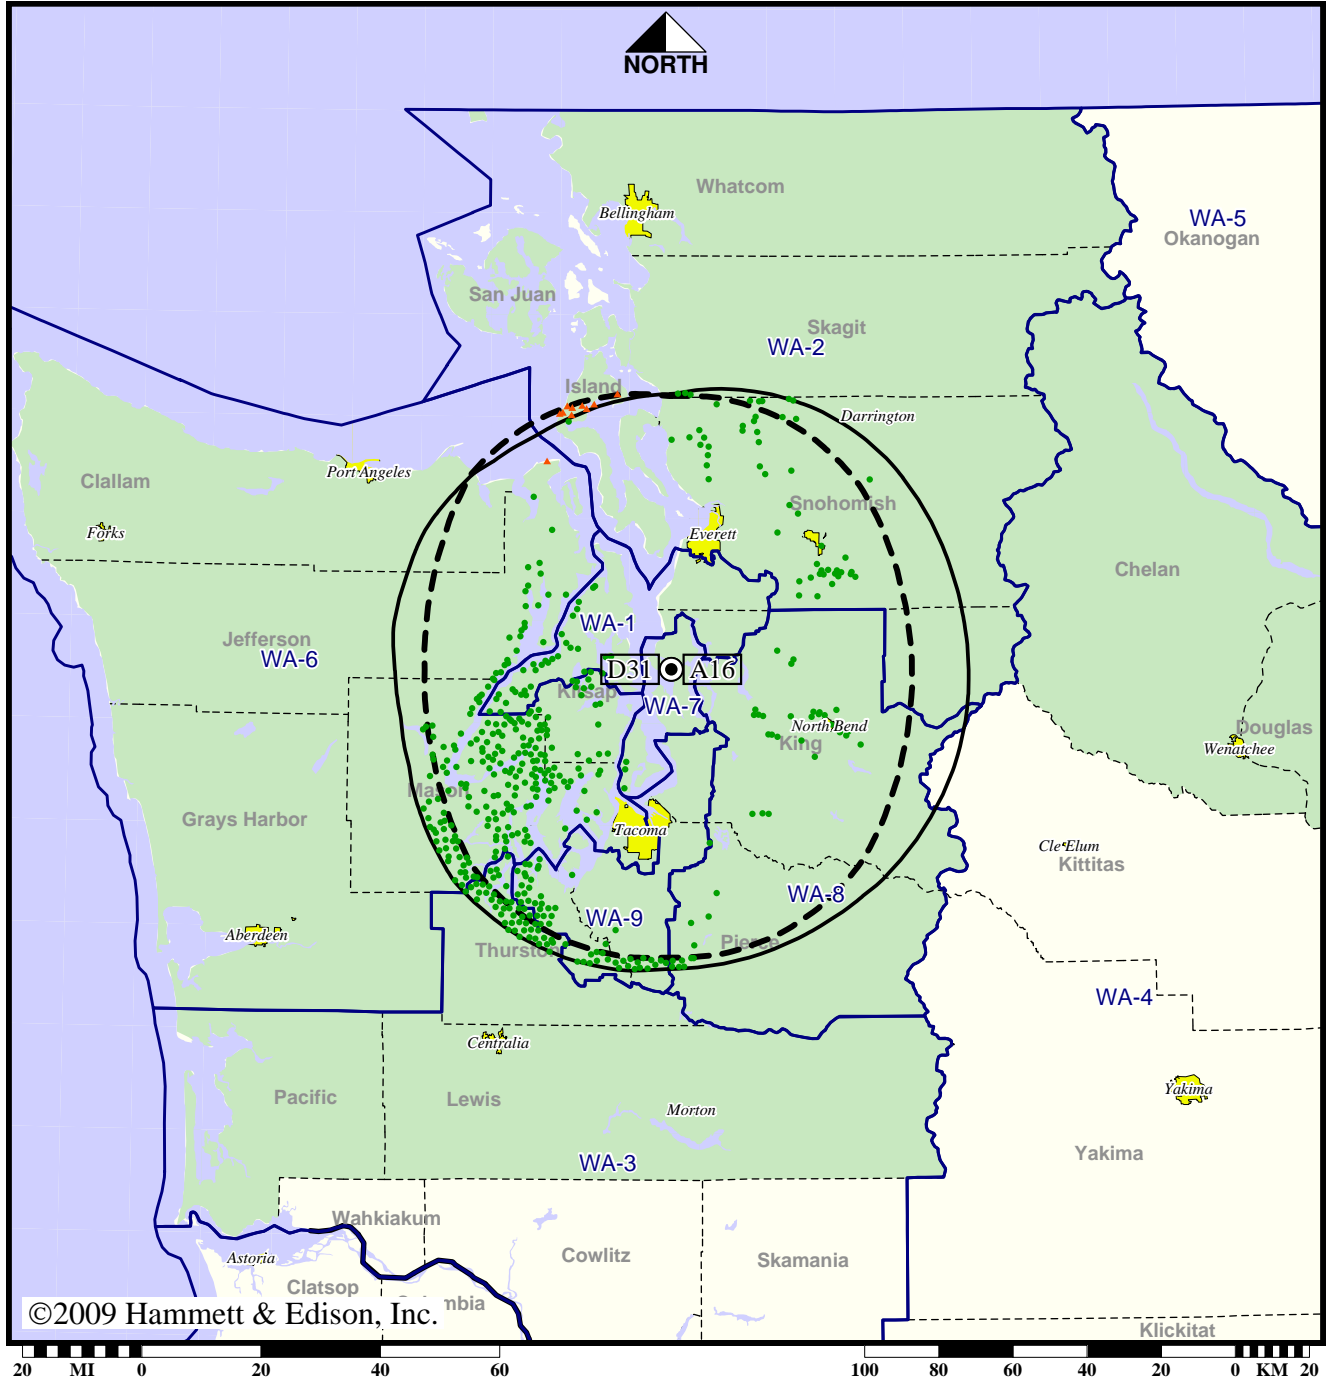 NORTH
Whatcom
Bellingham
WA-5
Okanogan
San Juan
Skagit
WA-2
Island
Darrington
Port Angeles
Clallam
Snohomish
Forks
Everett
Chelan
WA-1
Jefferson
WA-6
D31
A16
Kitsap
WA-7
North Bend
King
Douglas
Wenatchee
Mason
Grays Harbor
Tacoma
Cle Elum
Kittitas
WA-8
WA-9
Aberdeen
Thurston
Pierce
WA-4
Centralia
Yakima
Pacific
Lewis
Morton
Yakima
WA-3
Wahkiakum
Astoria
Cowlitz
Skamania
Clatsop
©2009 Hammett & Edison, Inc.
Klickitat
20 MI 0 20 40 60
100 80 60 40 20 0 KM 20